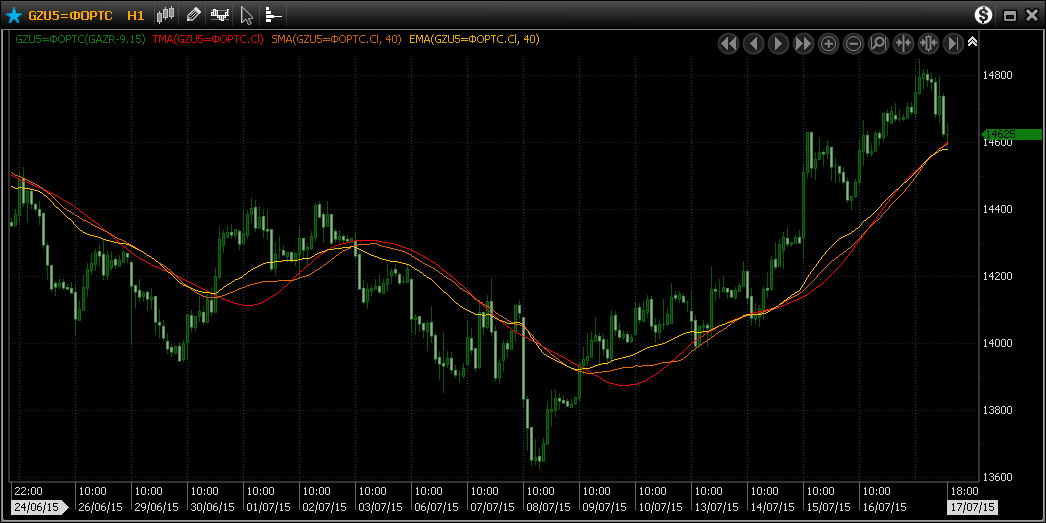 GZU5=ФОРТС H1
GZU5=ФОРТС(GAZR-9.15) TMA(GZU5=ФОРТС.Cl) SMA(GZU5=ФОРТС.Cl, 40) EMA(GZU5=ФОРТС.Cl, 40)
14800
14625
14600
14400
14200
14000
13800
13600
22:00 10:00 10:00 10:00 10:00 10:00 10:00 10:00 10:00 10:00 10:00 10:00 10:00 10:00 10:00 10:00 18:00
24/06/15 26/06/15 29/06/15 30/06/15 01/07/15 02/07/15 03/07/15 06/07/15 07/07/15 08/07/15 09/07/15 10/07/15 13/07/15 14/07/15 15/07/15 16/07/15 17/07/15